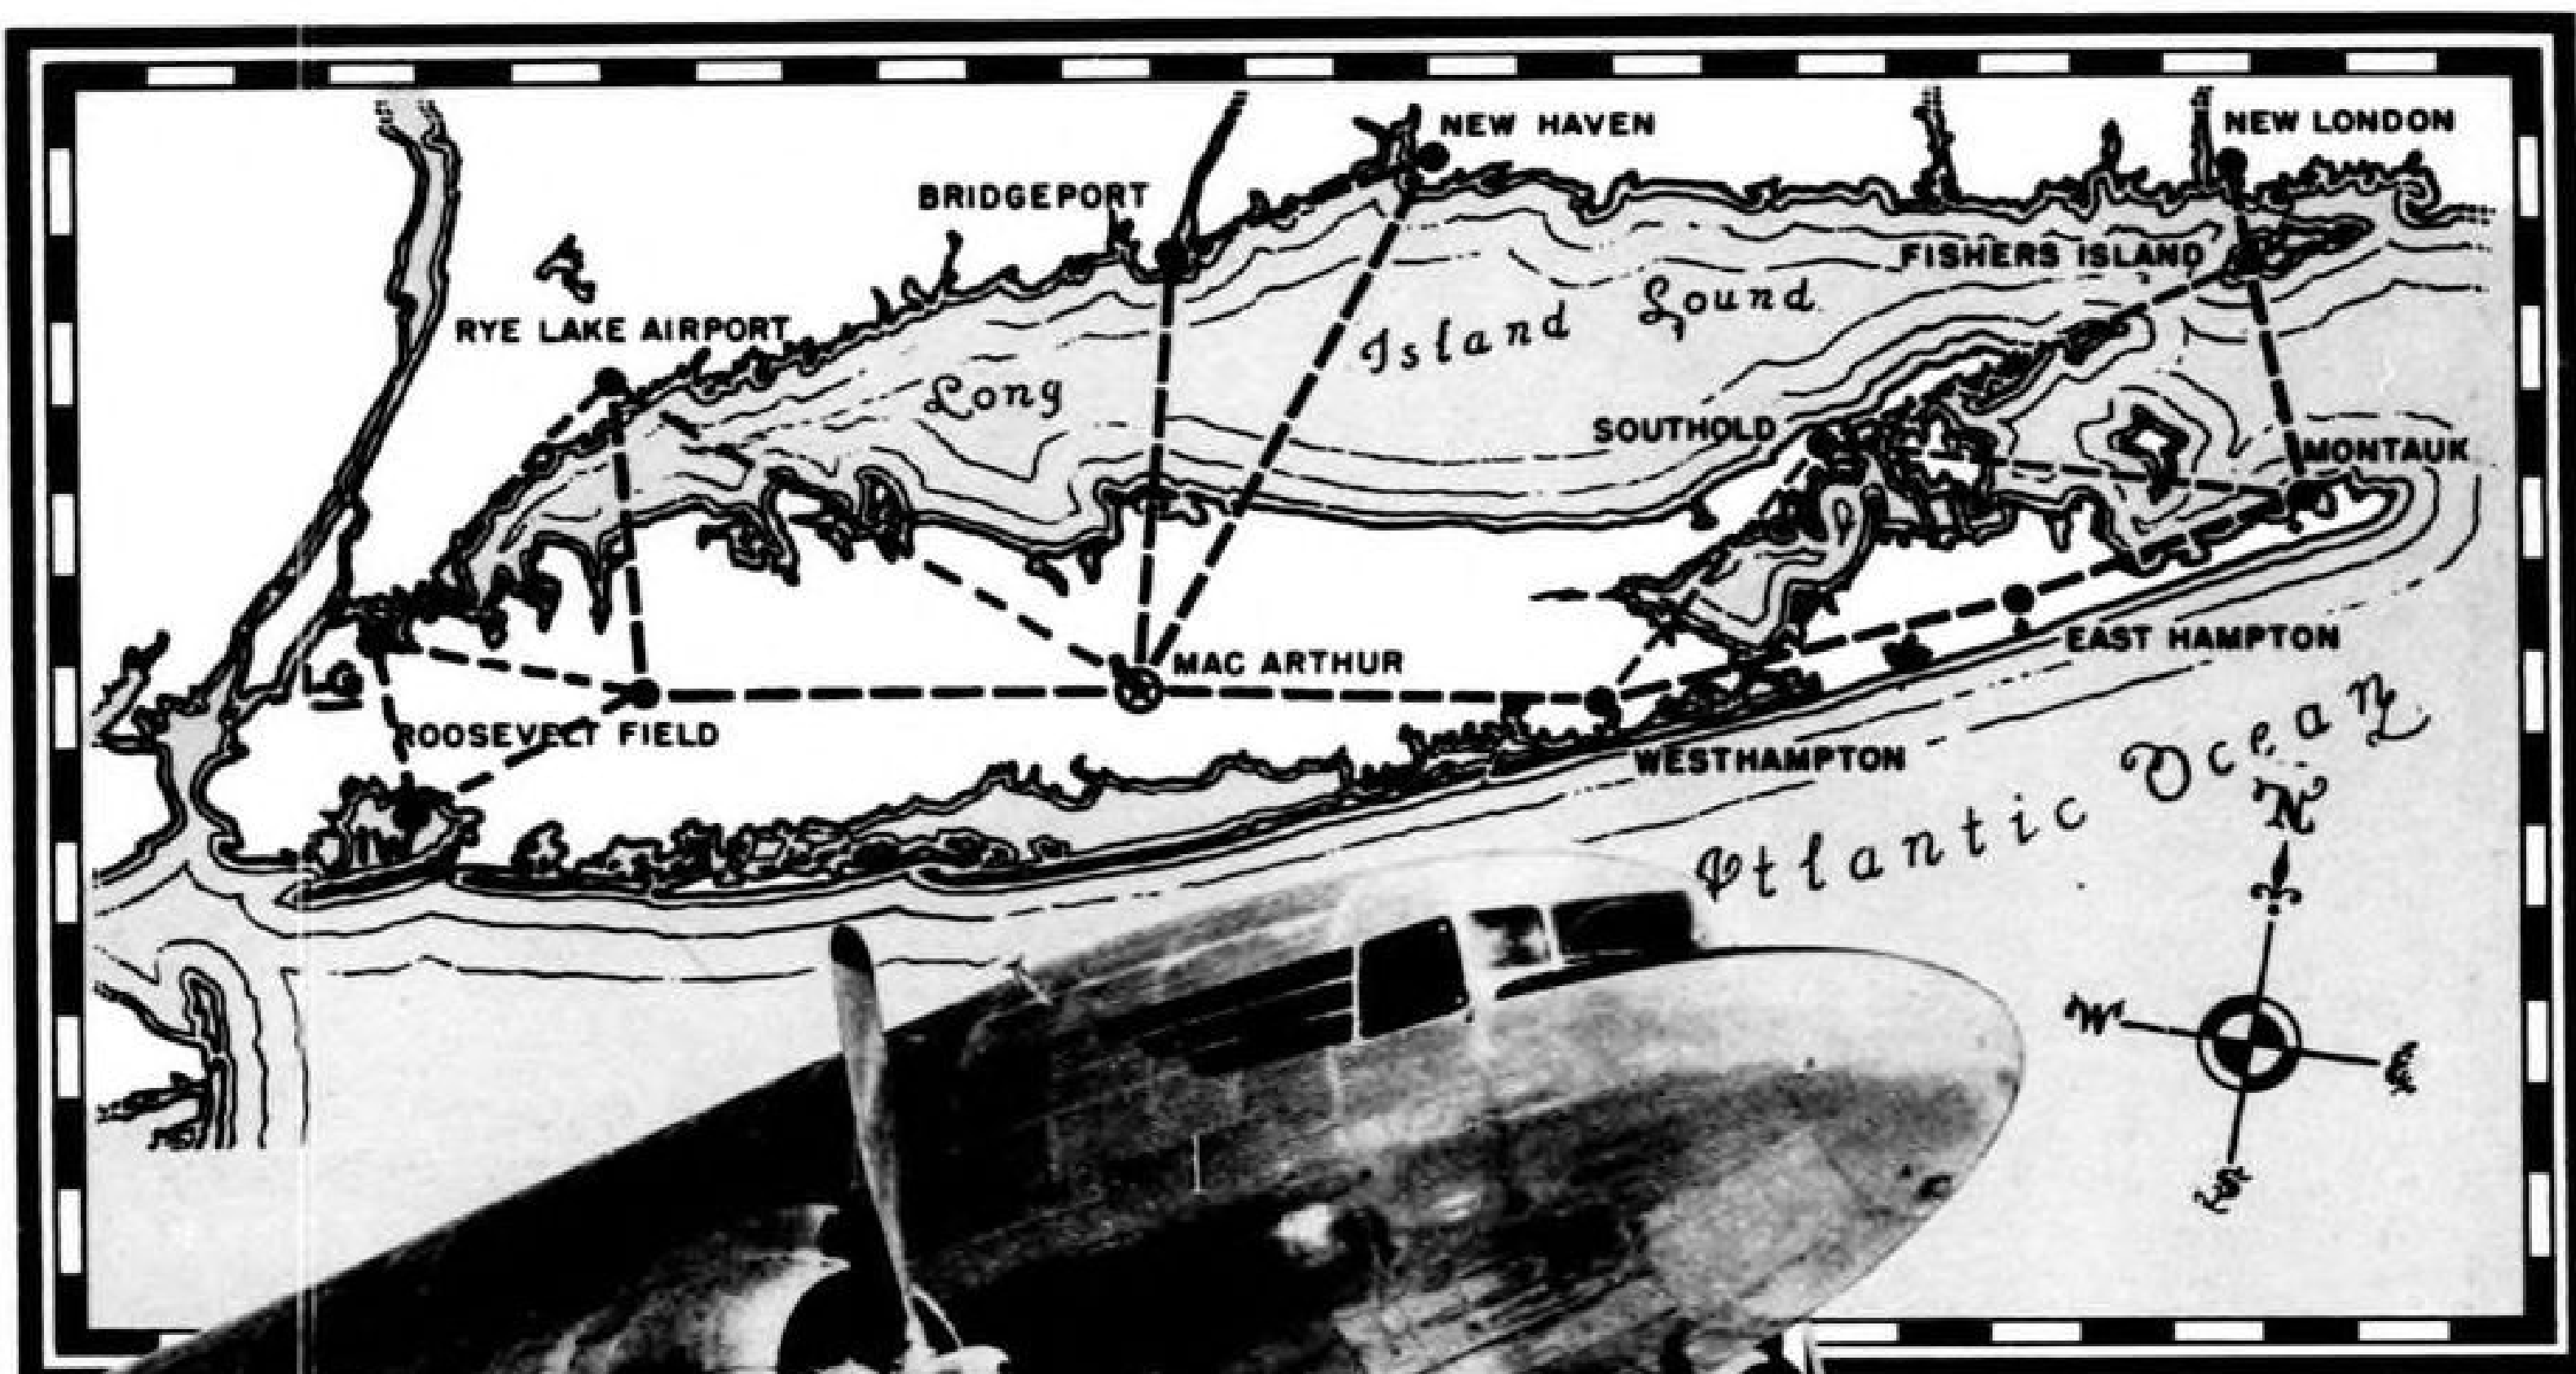 NEW HAVEN
NEW LONDON
BRIDGEPORT
FISHERS ISLAND
RYE LAKE AIRPORT
Long Island Sound
SOUTHOLD
MONTAUK
MAC ARTHUR
EAST HAMPTON
LG
ROOSEVELT FIELD
WESTHAMPTON
Atlantic Ocean
N
W
E
S